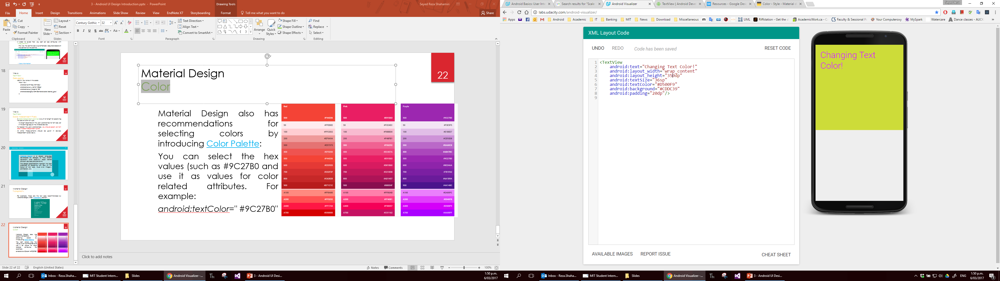 3 - Android UI Design Introduction.pptx - PowerPoint
Drawing Tools
Seyed Reza Shahamiri
File Home Insert Design Transitions Animations Slide Show Review View EndNote X7 Storyboarding Format Tell me what you want to do Share
Paste
Cut
Copy
Format Painter
Clipboard
New Slide
Layout
Reset
Section
Slides
Century Gothic 32
Font
Text Direction
Align Text
Convert to SmartArt
Paragraph
Arrange
Quick Styles
Shape Fill
Shape Outline
Shape Effects
Drawing
Find
Replace
Select
Editing
18
Views
TextView
Debugging
19
Views
TextView
20
21
Material Design
Typography
Light 112sp
22
Material Design
Color
22
Material Design
Color
Material Design also has
recommendations for
selecting colors by
introducing Color Palette:
You can select the hex
values (such as #9C27B0 and
use it as values for color
related attributes. For
example:
android:textColor=" #9C27B0"
Red
500 #F44336
50 #FFEBEE
100 #FFCDD2
200 #EF9A9A
300 #E57373
400 #EF5350
500 #F44336
600 #E53935
700 #D32F2F
800 #C62828
900 #B71C1C
A100 #FF8A80
A200 #FF5252
A400 #FF1744
A700 #D50000
Pink
500 #E91E63
50 #FCE4EC
100 #F8BBD0
200 #F48FB1
300 #F06292
400 #EC407A
500 #E91E63
600 #D81B60
700 #C2185B
800 #AD1457
900 #880E4F
A100 #FF80AB
A200 #FF4081
A400 #F50057
A700 #C51162
Purple
500 #9C27B0
50 #F3E5F5
100 #E1BEE7
200 #CE93D8
300 #BA68C8
400 #AB47BC
500 #9C27B0
600 #8E24AA
700 #7B1FA2
800 #6A1B9A
900 #4A148C
A100 #EA80FC
A200 #E040FB
A400 #D500F9
A700 #AA00FF
Click to add notes
Slide 22 of 22 English (United States) Notes Comments 100%
Inbox - Reza.Shaha... MIT Student Intern... Slides Android Visualizer -... 3 - Android UI Desi...
1:50 p.m.
6/03/2017
Android Basics: User Inte Search results for "Scale Android Visualizer TextView | Android Deve Resources - Google Des Color - Style - Material d Seyed Reza
labs.udacity.com/android-visualizer/
Apps Android Academic IT Banking MIT News Download Miscellaneous UML Riffstation - Get the c AcademicWork.ca - C Faculty & Sessional Po Your Computeroxy MySpark Watercare Dance classes - AUCK
XML Layout Code
UNDO REDO Code has been saved RESET CODE
1 <TextView
2 android:text="Changing Text Color!"
3 android:layout_width="wrap_content"
4 android:layout_height="350dp"
5 android:textSize="36sp"
6 android:textColor="#D500F9"
7 android:background="#CDDC39"
8 android:padding="20dp"/>
9
AVAILABLE IMAGES REPORT ISSUE CHEAT SHEET
Changing Text
Color!
Inbox - Reza.Shaha... MIT Student Intern... Slides Android Visualizer -... 3 - Android UI Desi... ENG
1:50 p.m.
6/03/2017